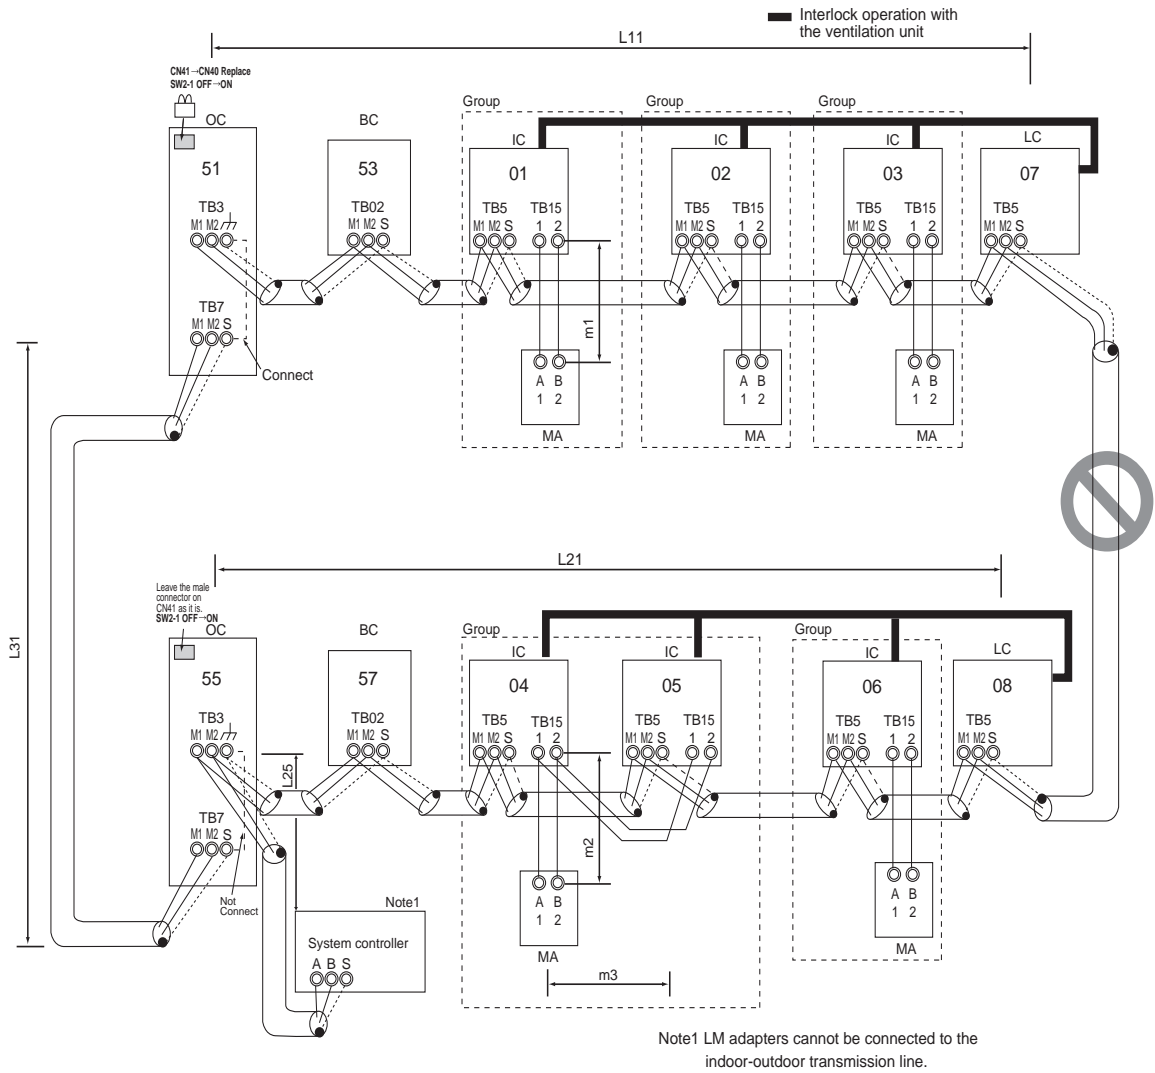 Interlock operation with
the ventilation unit
L11
CN41→CN40 Replace
SW2-1 OFF→ON
OC
BC
Group
Group
Group
IC
IC
IC
LC
51
53
01
02
03
07
TB3
TB02
TB5 TB15
TB5 TB15
TB5 TB15
TB5
M1 M2
M1 M2 S
M1 M2 S 1 2
M1 M2 S 1 2
M1 M2 S 1 2
M1 M2 S
TB7
M1 M2 S
Connect
m1
A B
1 2
MA
A B
1 2
MA
A B
1 2
MA
L31
L21
Leave the male
connector on
CN41 as it is.
SW2-1 OFF→ON
OC
BC
Group
Group
IC
IC
IC
LC
55
57
04
05
06
08
TB3
TB02
TB5 TB15
TB5 TB15
TB5 TB15
TB5
M1 M2
M1 M2 S
M1 M2 S 1 2
M1 M2 S 1 2
M1 M2 S 1 2
M1 M2 S
L25
TB7
M1 M2 S
Not
Connect
m2
A B
1 2
MA
A B
1 2
MA
Note1
System controller
A B S
m3
Note1 LM adapters cannot be connected to the
indoor-outdoor transmission line.